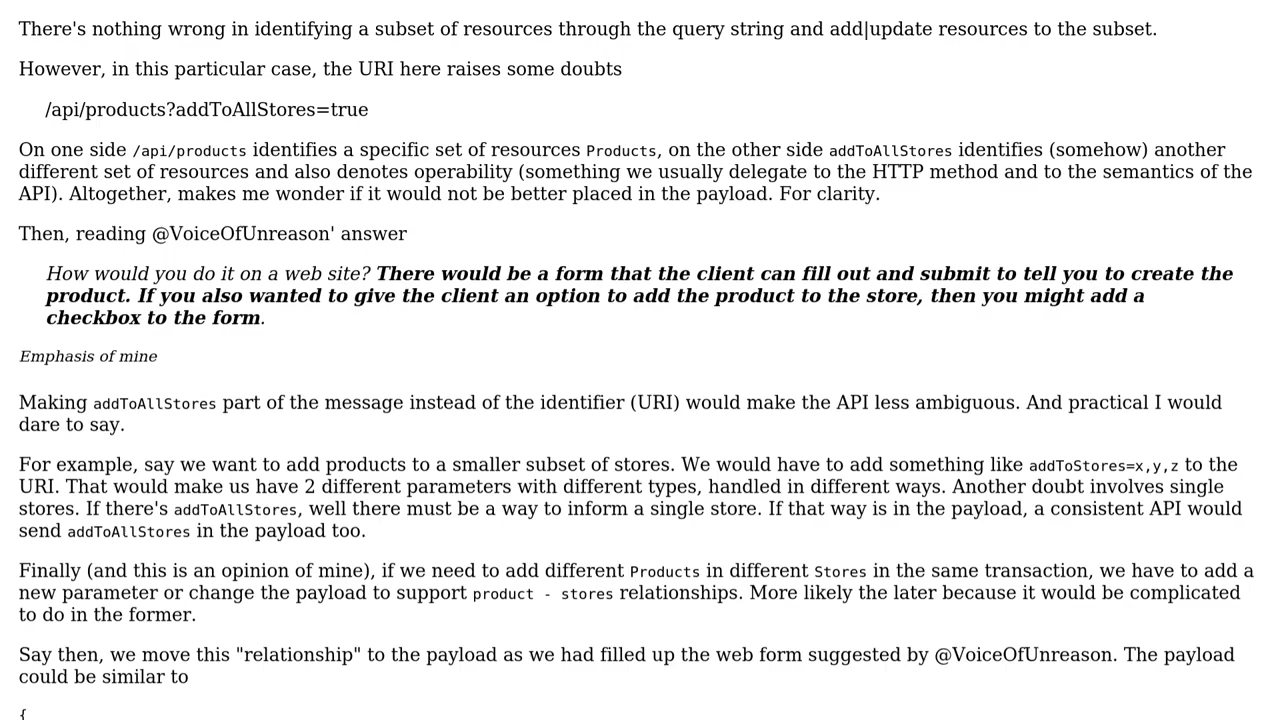 There's nothing wrong in identifying a subset of resources through the query string and add|update resources to the subset.
However, in this particular case, the URI here raises some doubts
/api/products?addToAllStores=true
On one side /api/products identifies a specific set of resources Products, on the other side addToAllStores identifies (somehow) another
different set of resources and also denotes operability (something we usually delegate to the HTTP method and to the semantics of the
API). Altogether, makes me wonder if it would not be better placed in the payload. For clarity.
Then, reading @VoiceOfUnreason' answer
How would you do it on a web site? There would be a form that the client can fill out and submit to tell you to create the
product. If you also wanted to give the client an option to add the product to the store, then you might add a
checkbox to the form.
Emphasis of mine
Making addToAllStores part of the message instead of the identifier (URI) would make the API less ambiguous. And practical I would
dare to say.
For example, say we want to add products to a smaller subset of stores. We would have to add something like addToStores=x,y,z to the
URI. That would make us have 2 different parameters with different types, handled in different ways. Another doubt involves single
stores. If there's addToAllStores, well there must be a way to inform a single store. If that way is in the payload, a consistent API would
send addToAllStores in the payload too.
Finally (and this is an opinion of mine), if we need to add different Products in different Stores in the same transaction, we have to add a
new parameter or change the payload to support product - stores relationships. More likely the later because it would be complicated
to do in the former.
Say then, we move this "relationship" to the payload as we had filled up the web form suggested by @VoiceOfUnreason. The payload
could be similar to
{